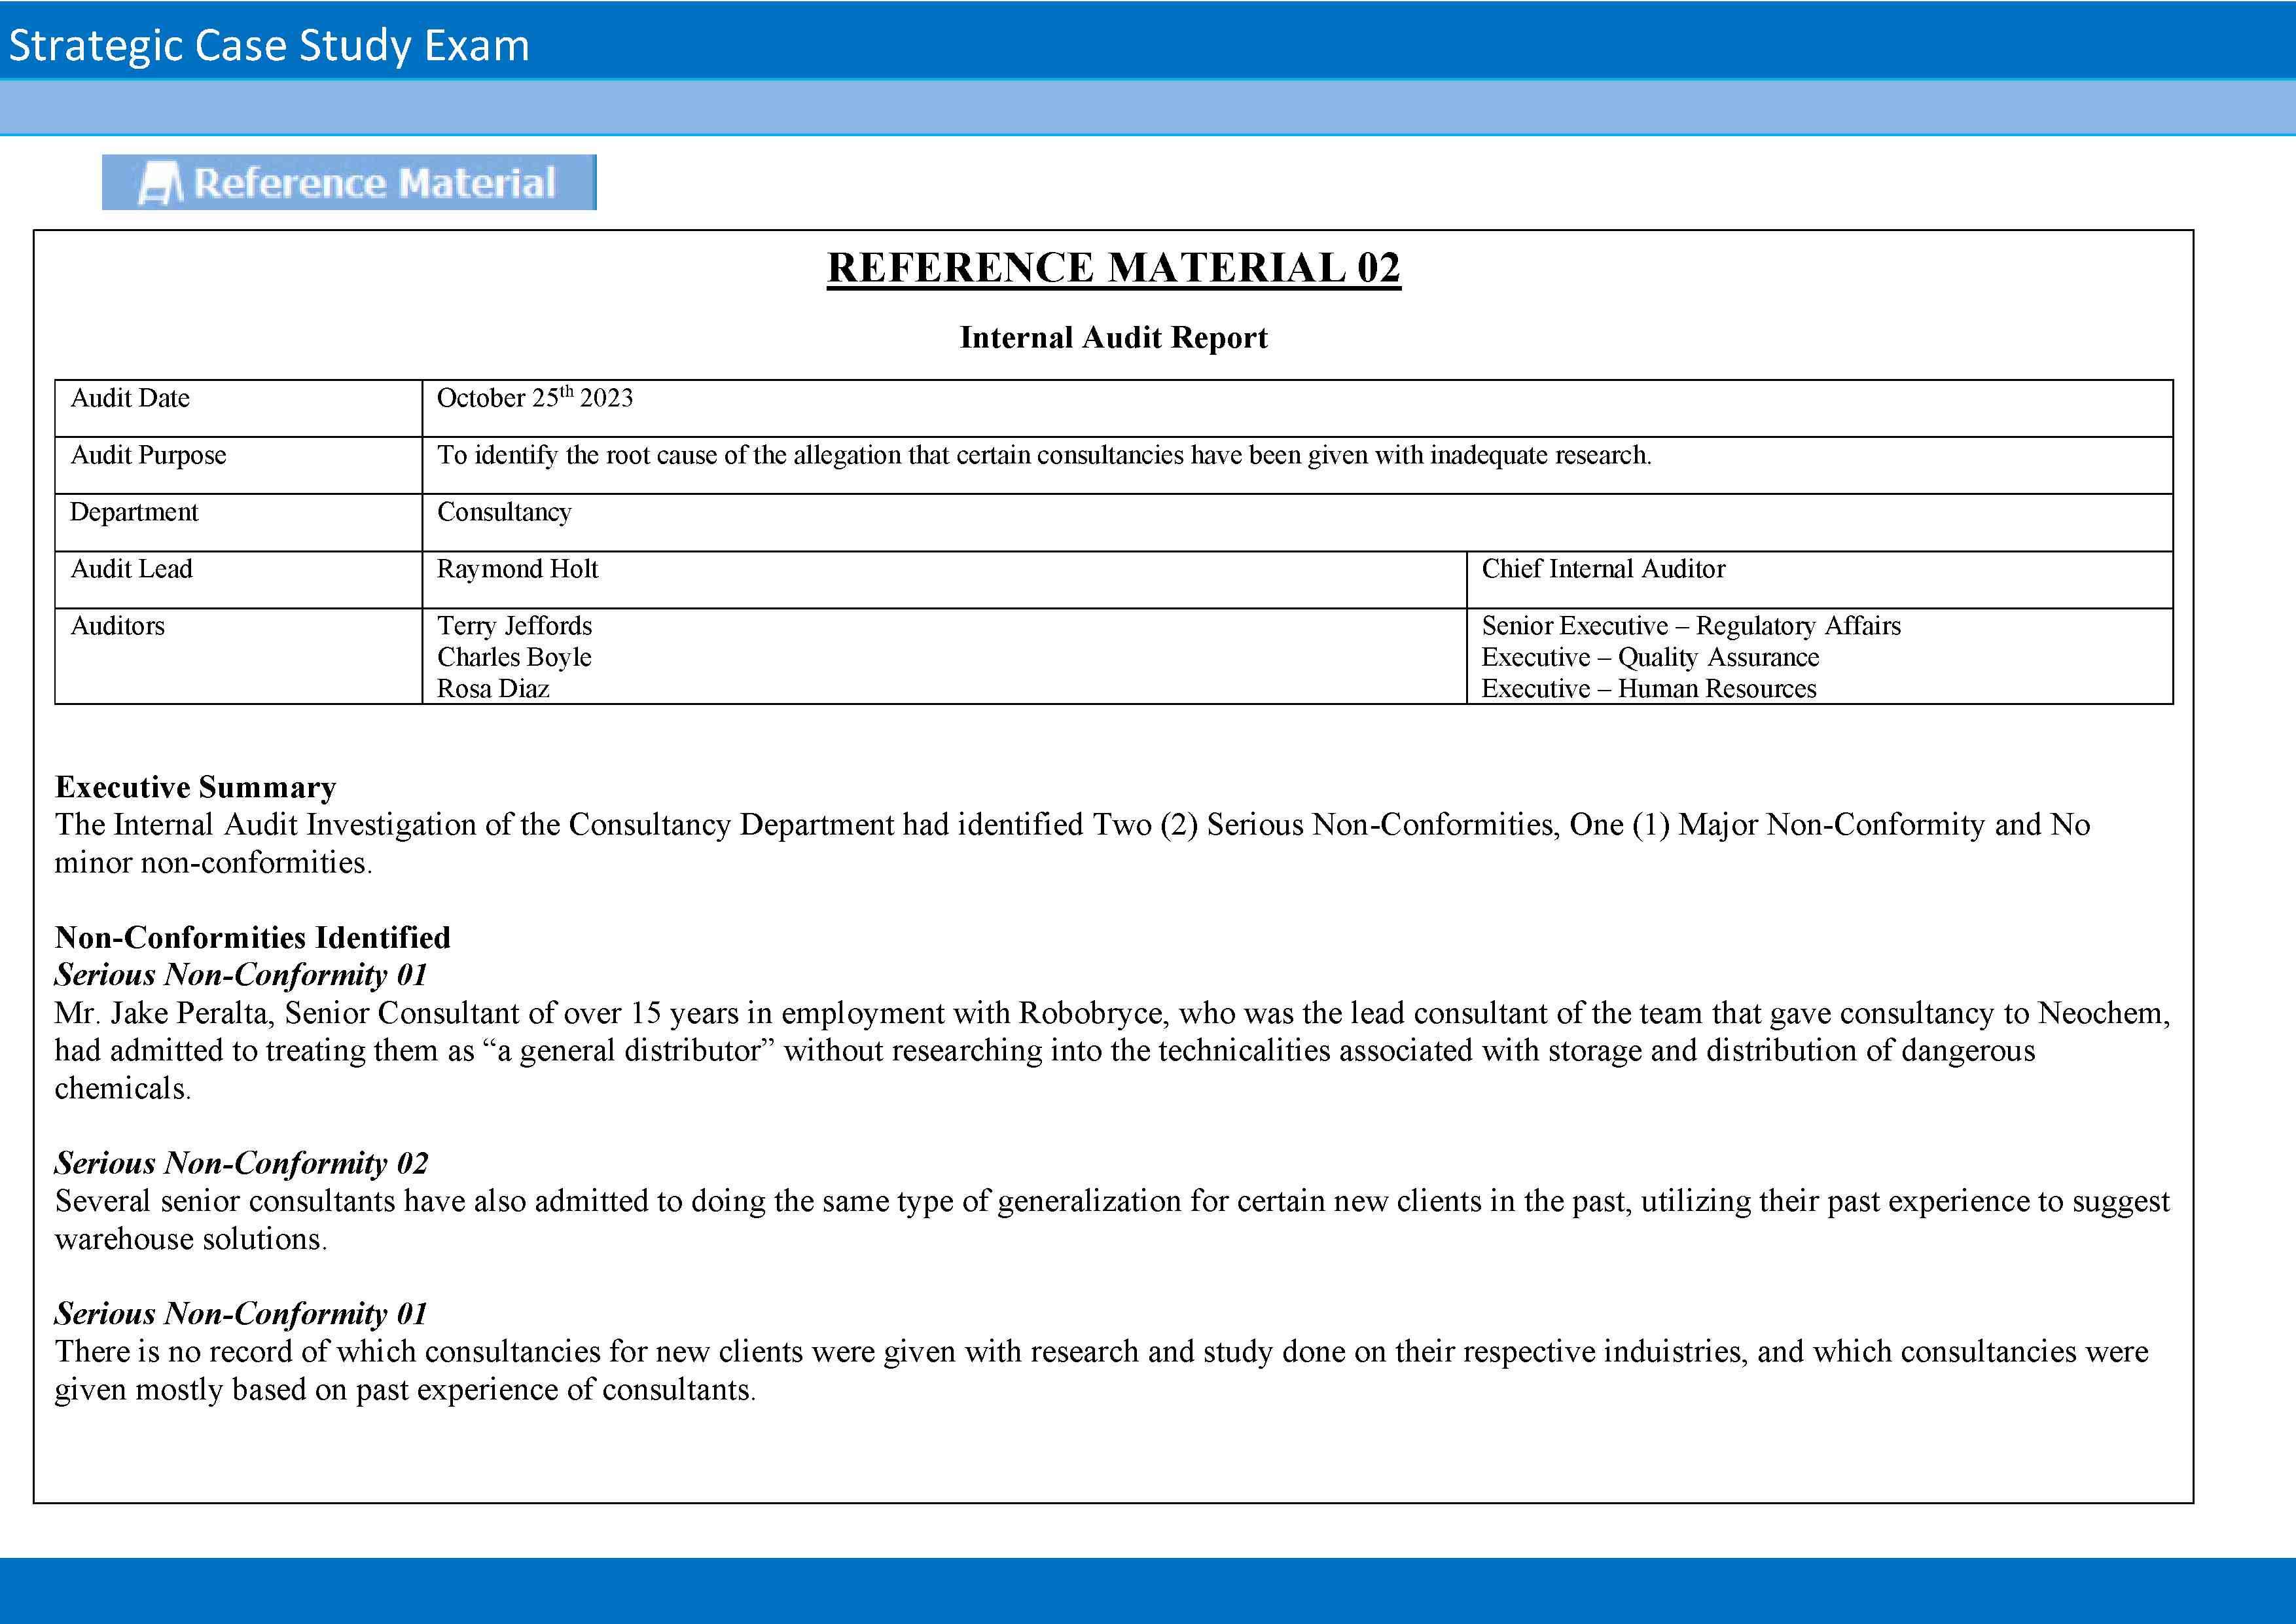 Strategic Case Study Exam
Reference Material
REFERENCE MATERIAL 02
Internal Audit Report
Audit Date October 25th 2023
Audit Purpose To identify the root cause of the allegation that certain consultancies have been given with inadequate research.
Department Consultancy
Audit Lead Raymond Holt Chief Internal Auditor
Auditors Terry Jeffords Senior Executive – Regulatory Affairs
Charles Boyle Executive – Quality Assurance
Rosa Diaz Executive – Human Resources
Executive Summary
The Internal Audit Investigation of the Consultancy Department had identified Two (2) Serious Non-Conformities, One (1) Major Non-Conformity and No
minor non-conformities.
Non-Conformities Identified
Serious Non-Conformity 01
Mr. Jake Peralta, Senior Consultant of over 15 years in employment with Robobryce, who was the lead consultant of the team that gave consultancy to Neochem,
had admitted to treating them as “a general distributor” without researching into the technicalities associated with storage and distribution of dangerous
chemicals.
Serious Non-Conformity 02
Several senior consultants have also admitted to doing the same type of generalization for certain new clients in the past, utilizing their past experience to suggest
warehouse solutions.
Serious Non-Conformity 01
There is no record of which consultancies for new clients were given with research and study done on their respective induistries, and which consultancies were
given mostly based on past experience of consultants.